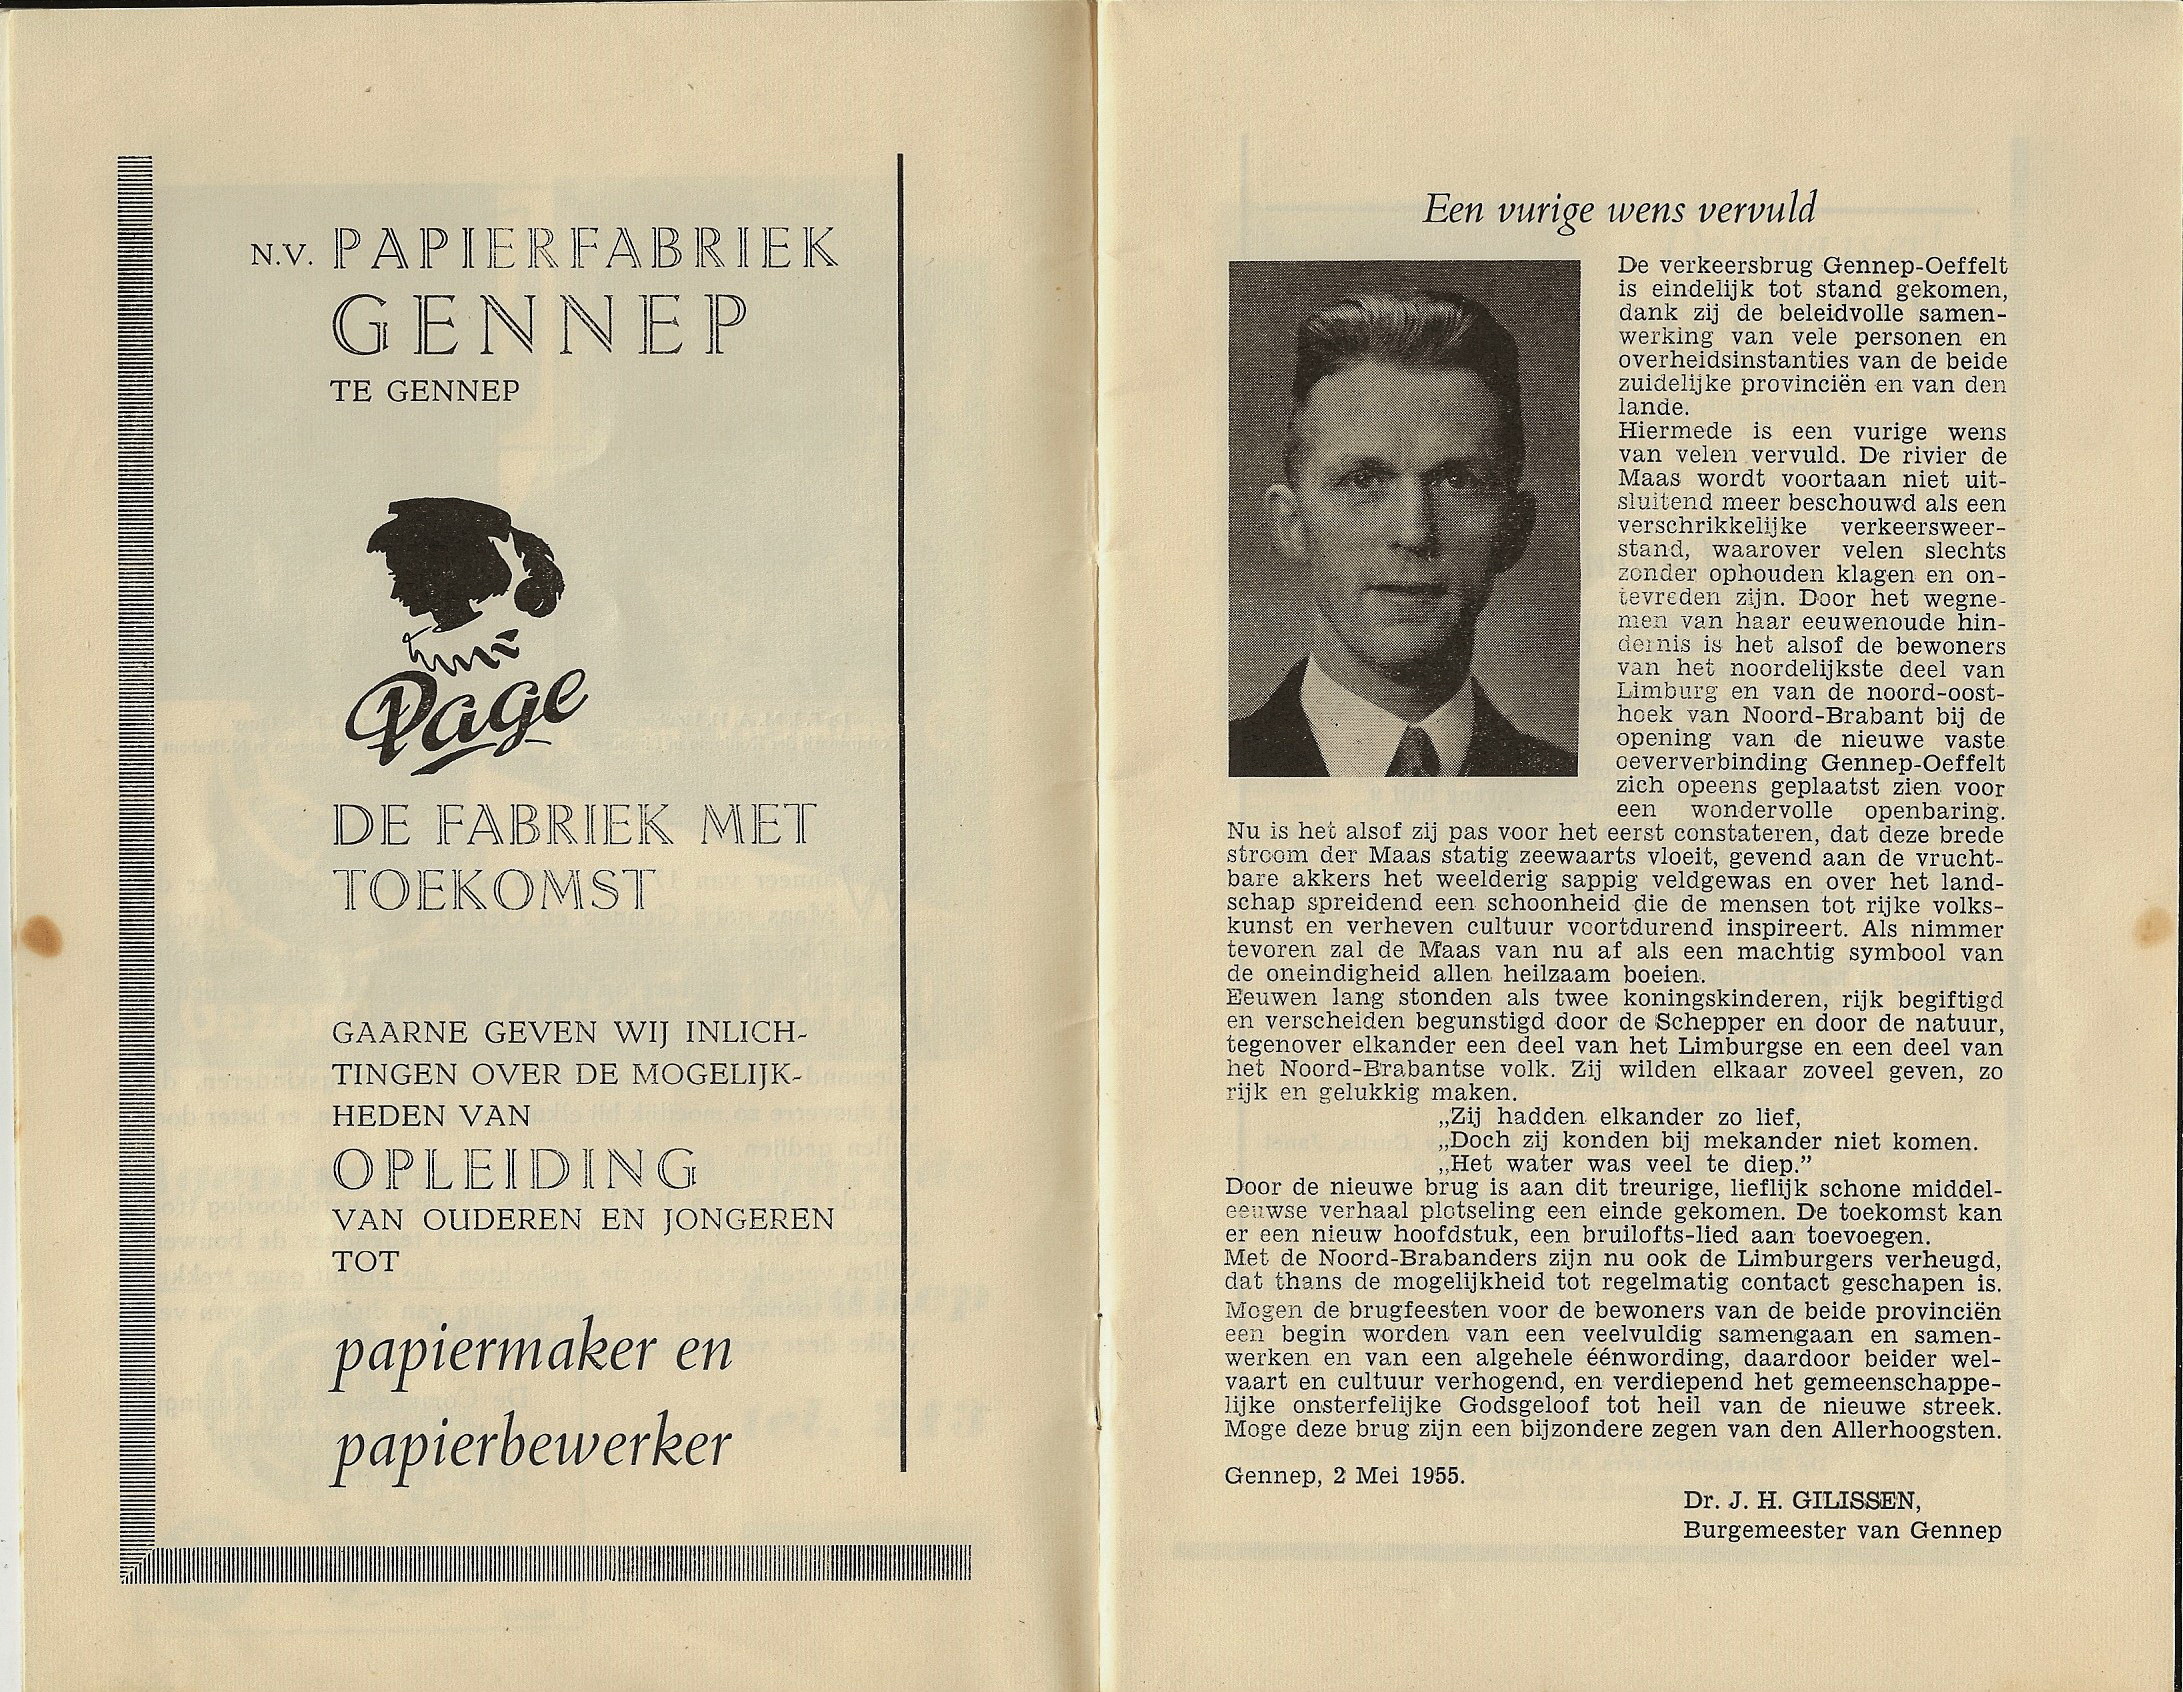 N.V. PAPIERFABRIEK
GENNEP
TE GENNEP
Page
DE FABRIEK MET
TOEKOMST
GAARNE GEVEN WIJ INLICH-
TINGEN OVER DE MOGELIJK-
HEDEN VAN
OPLEIDING
VAN OUDEREN EN JONGEREN
TOT
papiermaker en
papierbewerker
Een vurige wens vervuld
De verkeersbrug Gennep-Oeffelt
is eindelijk tot stand gekomen,
dank zij de beleidvolle samen-
werking van vele personen en
overheidsinstanties van de beide
zuidelijke provinciën en van den
lande.
Hiermede is een vurige wens
van velen vervuld. De rivier de
Maas wordt voortaan niet uit-
sluitend meer beschouwd als een
verschrikkelijke verkeersweer-
stand, waarover velen slechts
zonder ophouden klagen en on-
tevreden zijn. Door het wegne-
men van haar eeuwenoude hin-
dernis is het alsof de bewoners
van het noordelijkste deel van
Limburg en van de noord-oost-
hoek van Noord-Brabant bij de
opening van de nieuwe vaste
oeververbinding Gennep-Oeffelt
zich opeens geplaatst zien voor
een wondervolle openbaring.
Nu is het alsof zij pas voor het eerst constateren, dat deze brede
stroom der Maas statig zeewaarts vloeit, gevend aan de vrucht-
bare akkers het weelderig sappig veldgewas en over het land-
schap spreidend een schoonheid die de mensen tot rijke volks-
kunst en verheven cultuur voortdurend inspireert. Als nimmer
tevoren zal de Maas van nu af als een machtig symbool van
de oneindigheid allen heilzaam boeien.
Eeuwen lang stonden als twee koningskinderen, rijk begiftigd
en verscheiden begunstigd door de Schepper en door de natuur,
tegenover elkander een deel van het Limburgse en een deel van
het Noord-Brabantse volk. Zij wilden elkaar zoveel geven, zo
rijk en gelukkig maken.
„Zij hadden elkander zo lief,
„Doch zij konden bij mekander niet komen.
„Het water was veel te diep.”
Door de nieuwe brug is aan dit treurige, lieflijk schone middel-
eeuwse verhaal plotseling een einde gekomen. De toekomst kan
er een nieuw hoofdstuk, een bruilofts-lied aan toevoegen.
Met de Noord-Brabanders zijn nu ook de Limburgers verheugd,
dat thans de mogelijkheid tot regelmatig contact geschapen is.
Mogen de brugfeesten voor de bewoners van de beide provinciën
een begin worden van een veelvuldig samengaan en samen-
werken en van een algehele éénwording, daardoor beider wel-
vaart en cultuur verhogend, en verdiepend het gemeenschappe-
lijke onsterfelijke Godsgeloof tot heil van de nieuwe streek.
Moge deze brug zijn een bijzondere zegen van den Allerhoogsten.
Gennep, 2 Mei 1955.
Dr. J. H. GILISSEN,
Burgemeester van Gennep